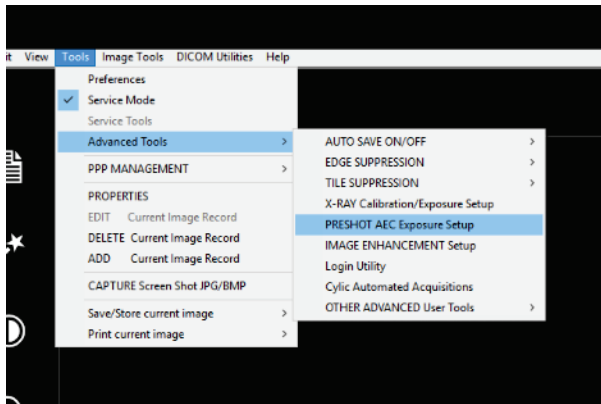 it View Tools Image Tools DICOM Utilities Help
Preferences
Service Mode
Service Tools
Advanced Tools
PPP MANAGEMENT
PROPERTIES
EDIT Current Image Record
DELETE Current Image Record
ADD Current Image Record
CAPTURE Screen Shot JPG/BMP
Save/Store current image
Print current image
AUTO SAVE ON/OFF
EDGE SUPPRESSION
TILE SUPPRESSION
X-RAY Calibration/Exposure Setup
PRESHOT AEC Exposure Setup
IMAGE ENHANCEMENT Setup
Login Utility
Cylic Automated Acquisitions
OTHER ADVANCED User Tools